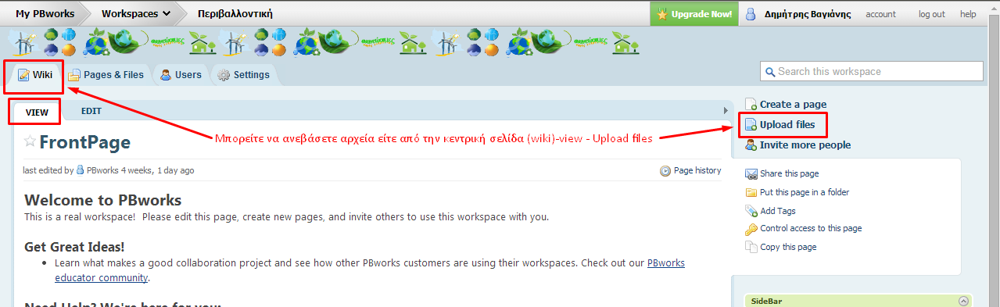 My PBworks Workspaces Περιβαλλοντική Upgrade Now! Δημήτρης Βαγιάνης account log out help
Wiki Pages & Files Users Settings Search this workspace
VIEW EDIT
Create a page
Upload files
Invite more people
FrontPage
Μπορείτε να ανεβάσετε αρχεία είτε από την κεντρική σελίδα (wiki)-view - Upload files
last edited by PBworks 4 weeks, 1 day ago Page history
Share this page
Put this page in a folder
Add Tags
Control access to this page
Copy this page
Welcome to PBworks
This is a real workspace! Please edit this page, create new pages, and invite others to use this workspace with you.
Get Great Ideas!
• Learn what makes a good collaboration project and see how other PBworks customers are using their workspaces. Check out our PBworks
educator community.
Need Help? We're here for you:
SideBar